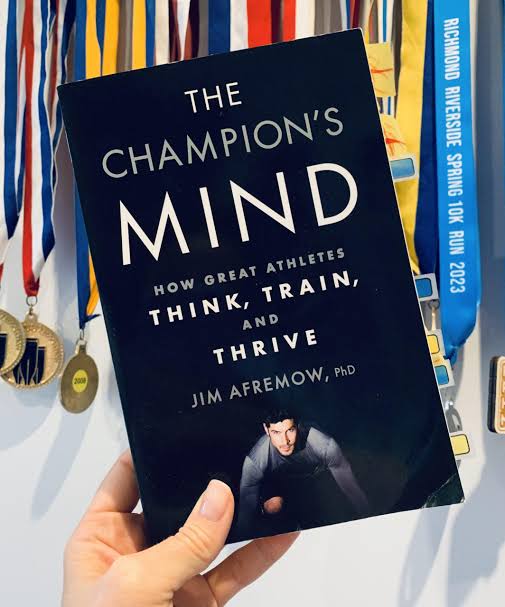 THE
CHAMPION'S
MIND
HOW GREAT ATHLETES
THINK, TRAIN,
AND
THRIVE
JIM AFREMOW, PhD
RICHMOND RIVERSIDE SPRING 10K RUN 2023
2008